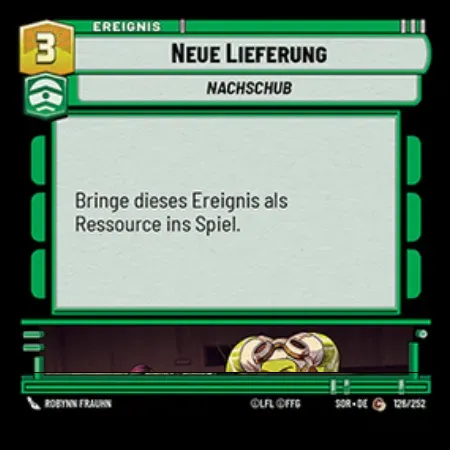 EREIGNIS
3
NEUE LIEFERUNG
NACHSCHUB
Bringe dieses Ereignis als
Ressource ins Spiel.
ROBYNN FRAUHN
©LFL ©FFG
SOR • DE
C
126/252